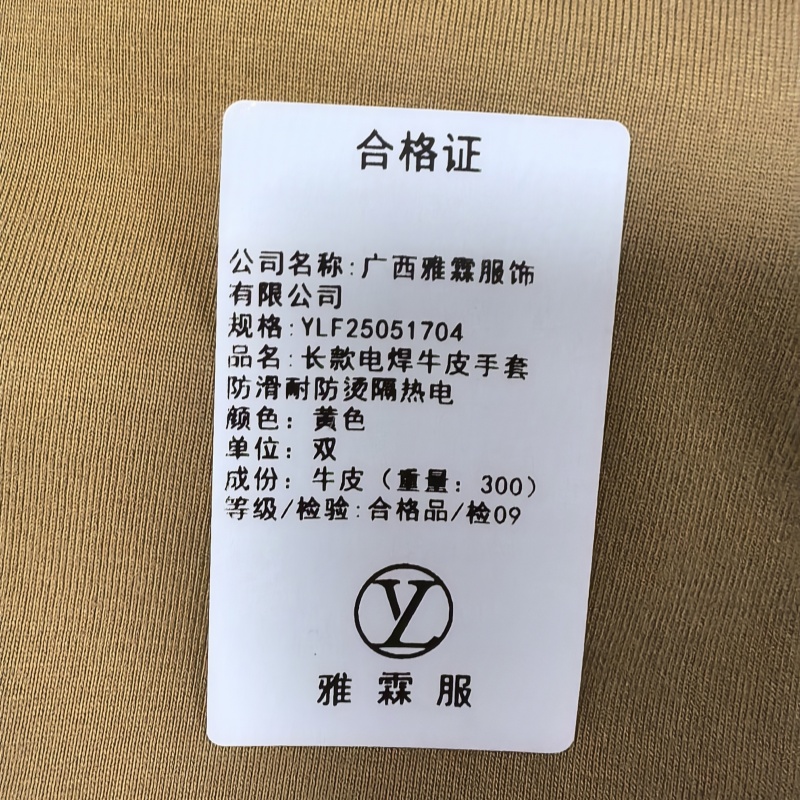 合格证
公司名称:广西雅霖服饰
有限公司
规格:YLF25051704
品名:长款电焊牛皮手套
防滑耐防烫隔热电
颜色：黄色
单位：双
成份：牛皮（重量：300）
等级/检验:合格品/检09
YL
雅霖服